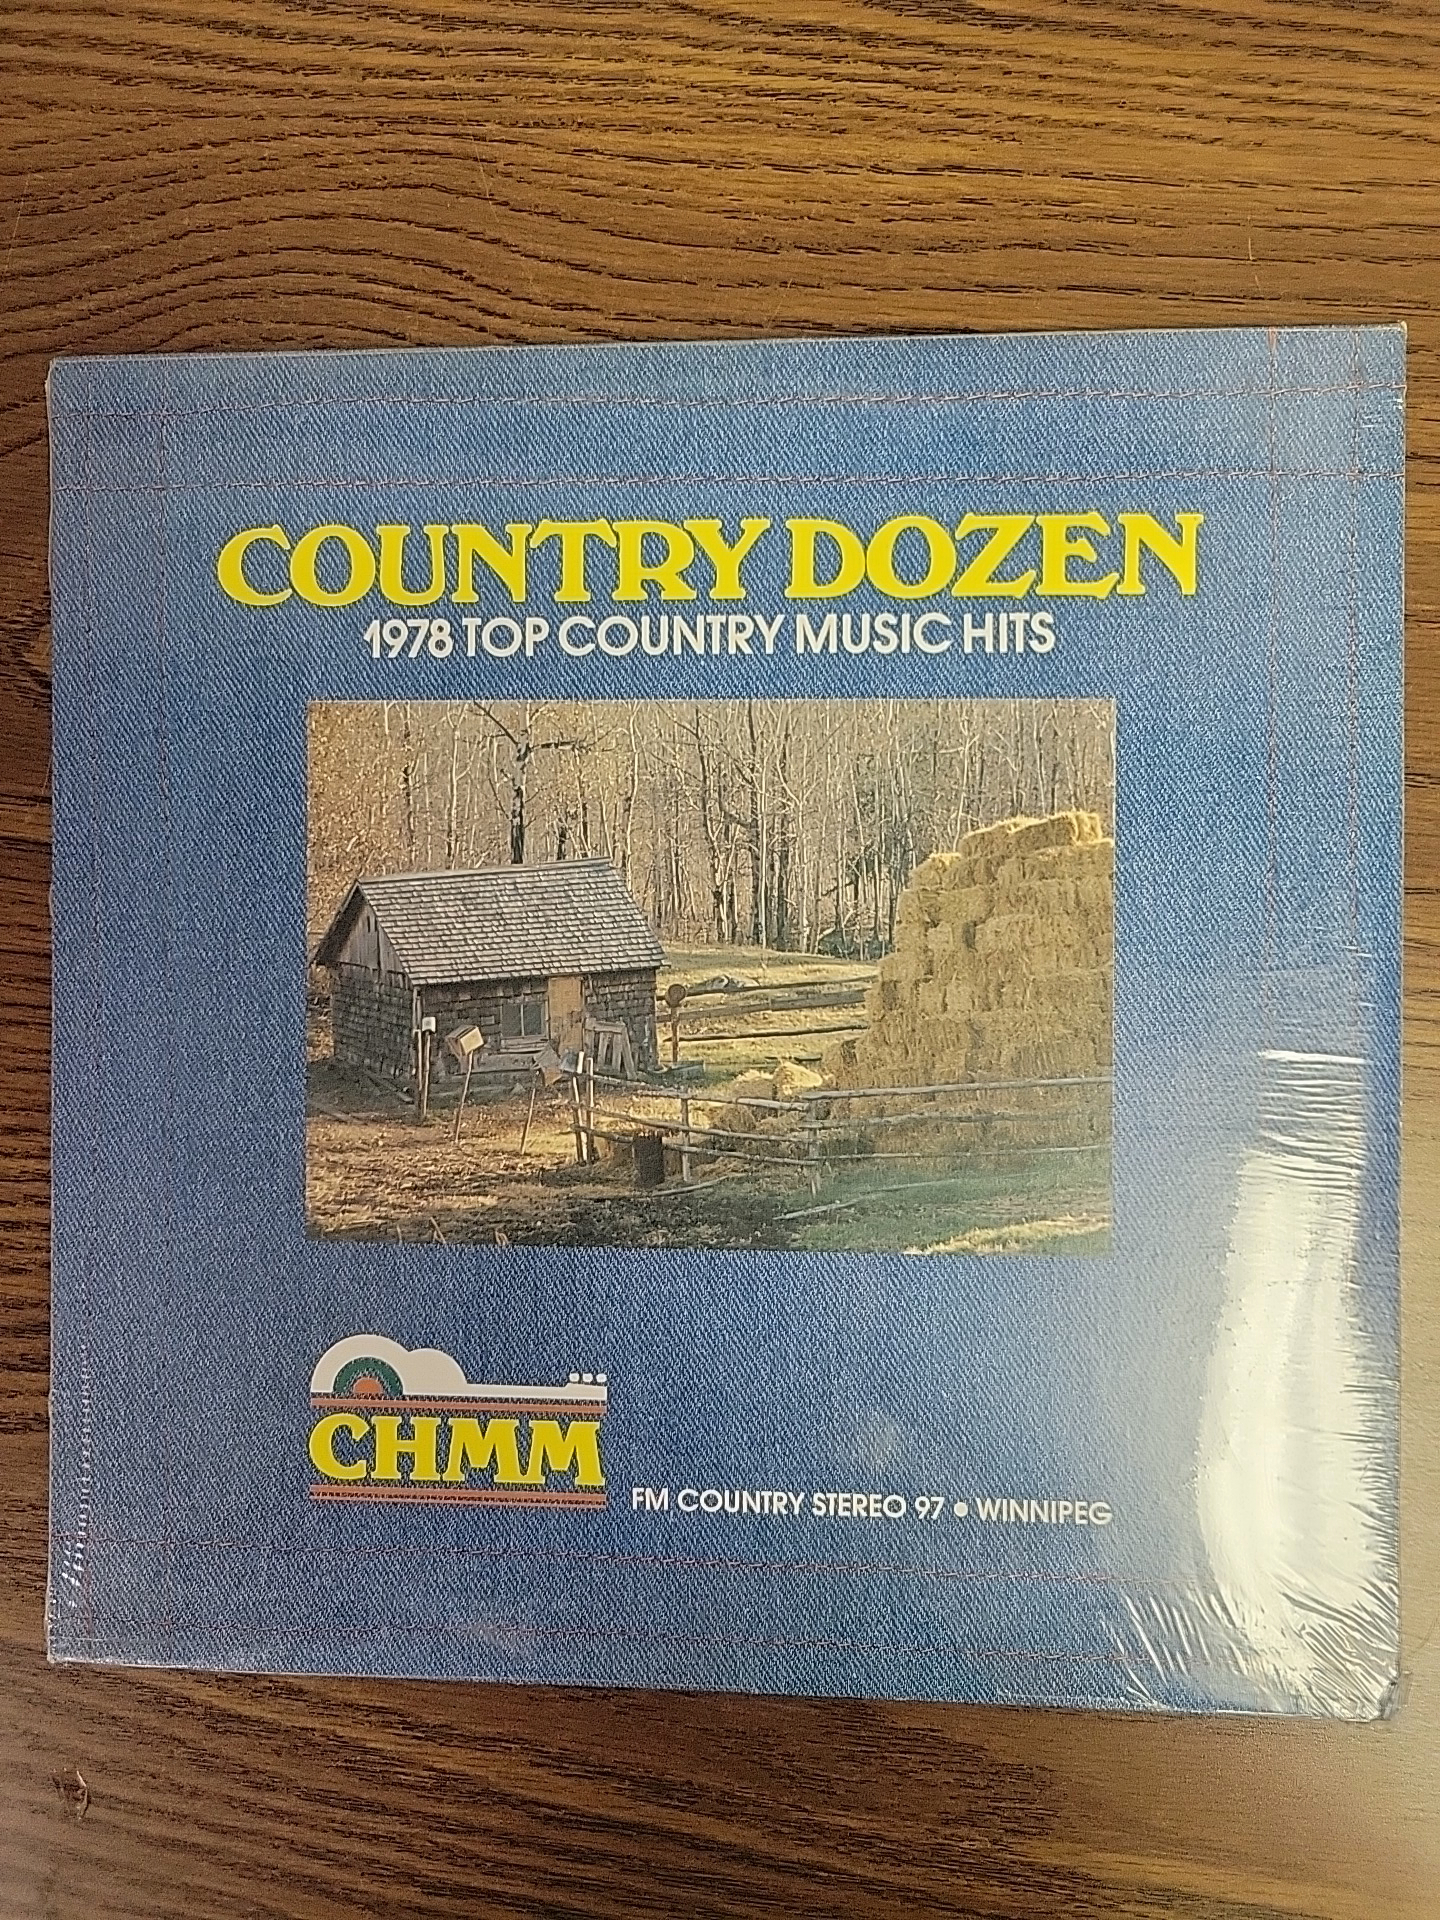 COUNTRY DOZEN
1978 TOP COUNTRY MUSIC HITS
CHMM
FM COUNTRY STEREO 97 • WINNIPEG